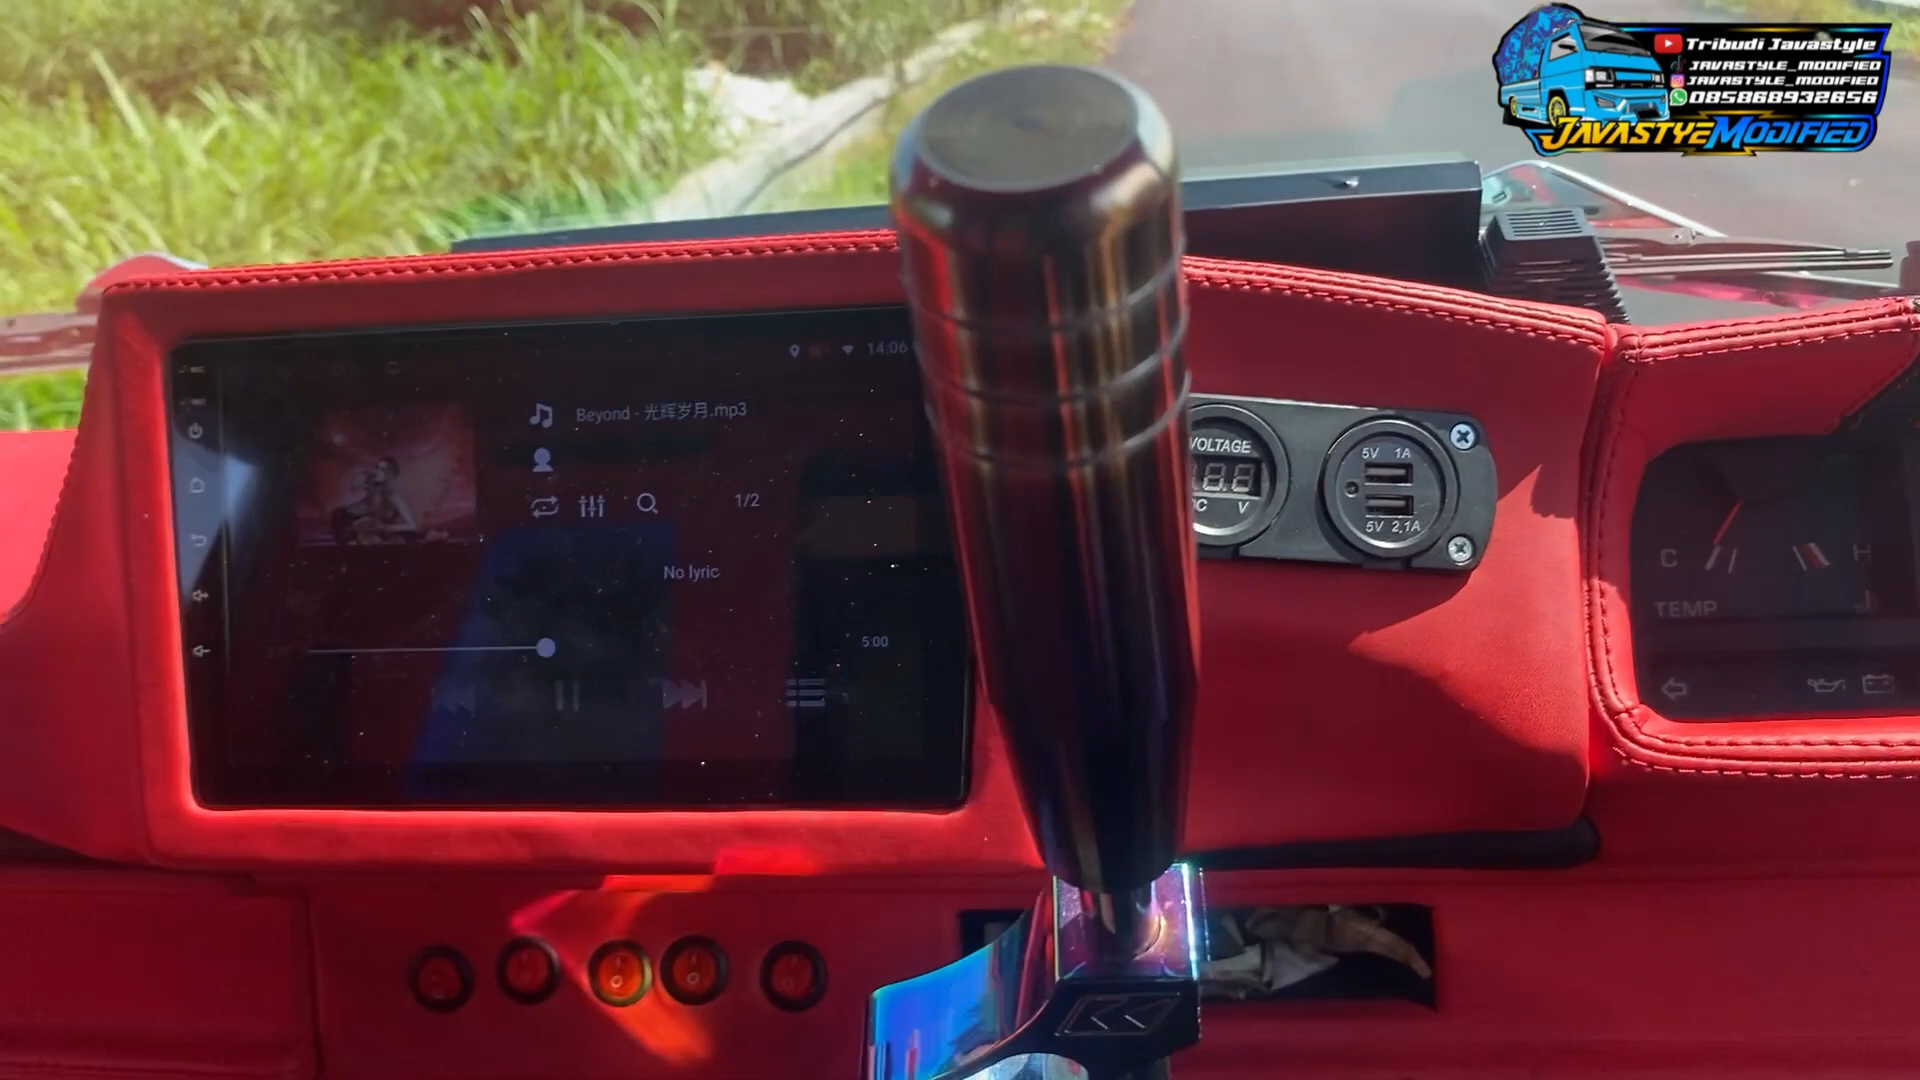 Tribudi Javastyle
JAVASTYLE_MODIFIED
JAVASTYLE_MODIFIED
085868932656
JAVASTYEMODIFIED
14:06
Beyond - 光辉岁月.mp3
1/2
No lyric
5:00
VOLTAGE
V
5V 1A
5V 2.1A
C H
TEMP